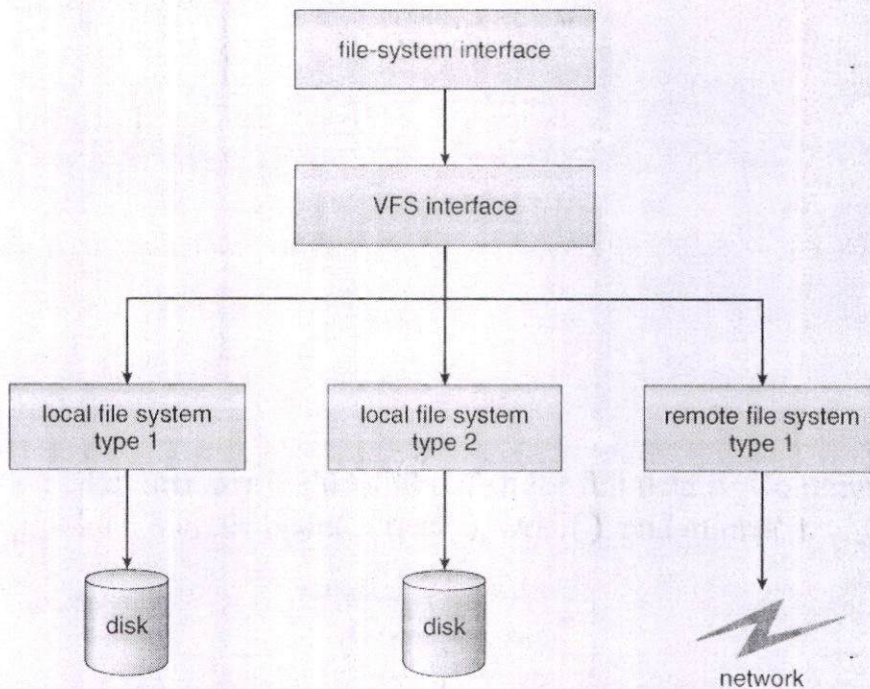 file-system interface
VFS interface
local file system
type 1
local file system
type 2
remote file system
type 1
disk
disk
network